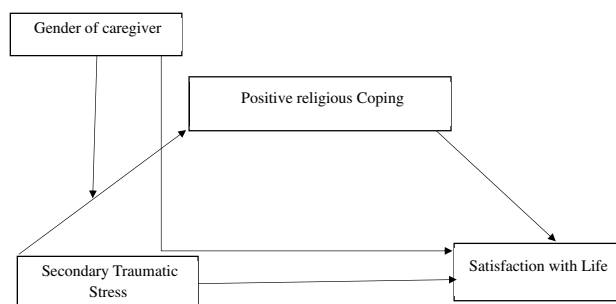 Gender of caregiver
Positive religious Coping
Secondary Traumatic
Stress
Satisfaction with Life